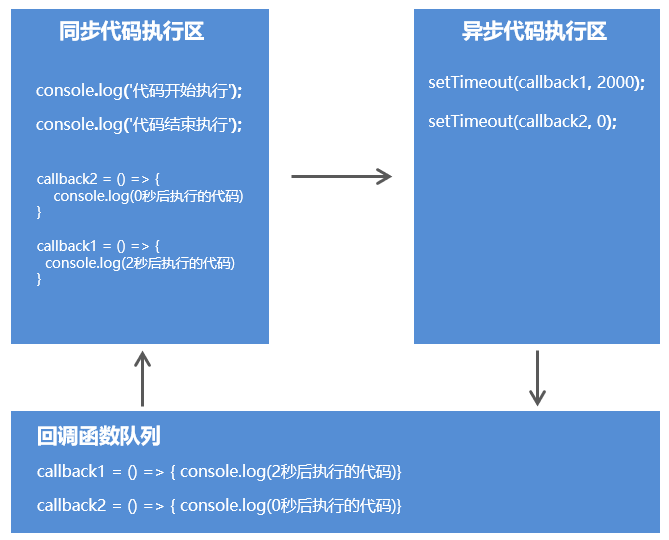 同步代码执行区
console.log('代码开始执行');
console.log('代码结束执行');
callback2 = () => {
console.log(0秒后执行的代码)
}
callback1 = () => {
console.log(2秒后执行的代码)
}
异步代码执行区
setTimeout(callback1, 2000);
setTimeout(callback2, 0);
回调函数队列
callback1 = () => { console.log(2秒后执行的代码)}
callback2 = () => { console.log(0秒后执行的代码)}